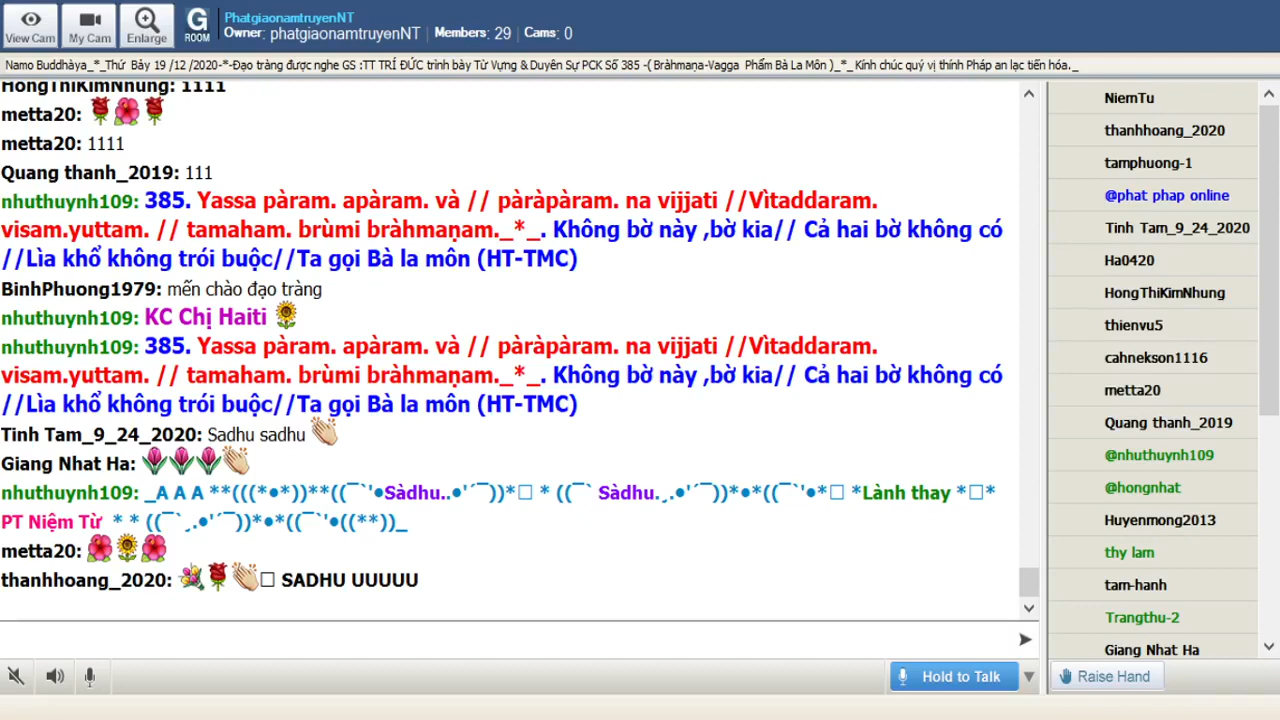 PhatgiaonamtruyenNT
Owner: phatgiaonamtruyenNT | Members: 29 | Cams: 0
G
ROOM
View Cam
My Cam
Enlarge
Namo Buddhàya_*_Thứ Bảy 19 /12 /2020-*-Đạo tràng được nghe GS :TT TRÍ ĐỨC trình bày Từ Vựng & Duyên Sự PCK Số 385 -( Bràhmaṇa-Vagga Phẩm Bà La Môn )_*_ Kính chúc quý vị thính Pháp an lạc tiến hóa._
HongThiKimNhung: 1111
metta20:
metta20: 1111
Quang thanh_2019: 111
nhuthuynh109: 385. Yassa pàram. apàram. và // pàràpàram. na vijjati //Vìtaddaram.
visam.yuttam. // tamaham. brùmi bràhmaṇam._*_. Không bờ này ,bờ kia// Cả hai bờ không có
//Lìa khổ không trói buộc//Ta gọi Bà la môn (HT-TMC)
BinhPhuong1979: mến chào đạo tràng
nhuthuynh109: KC Chị Haiti
nhuthuynh109: 385. Yassa pàram. apàram. và // pàràpàram. na vijjati //Vìtaddaram.
visam.yuttam. // tamaham. brùmi bràhmaṇam._*_. Không bờ này ,bờ kia// Cả hai bờ không có
//Lìa khổ không trói buộc//Ta gọi Bà la môn (HT-TMC)
Tinh Tam_9_24_2020: Sadhu sadhu
Giang Nhat Ha:
nhuthuynh109: _A A A **(((*•*))**((¯`'•Sàdhu..•'´¯))*□ * ((¯` Sàdhu.¸.•'´¯))*•*((¯`'•*□ *Lành thay *□*
PT Niệm Từ * * ((¯`¸.•'´¯))*•*((¯`'•((**))_
metta20:
thanhhoang_2020: □ SADHU UUUUU
NiemTu
thanhhoang_2020
tamphuong-1
@phat phap online
Tinh Tam_9_24_2020
Ha0420
HongThiKimNhung
thienvu5
cahnekson1116
metta20
Quang thanh_2019
@nhuthuynh109
@hongnhat
Huyenmong2013
thy lam
tam-hanh
Trangthu-2
Giang Nhat Ha
Hold to Talk
Raise Hand